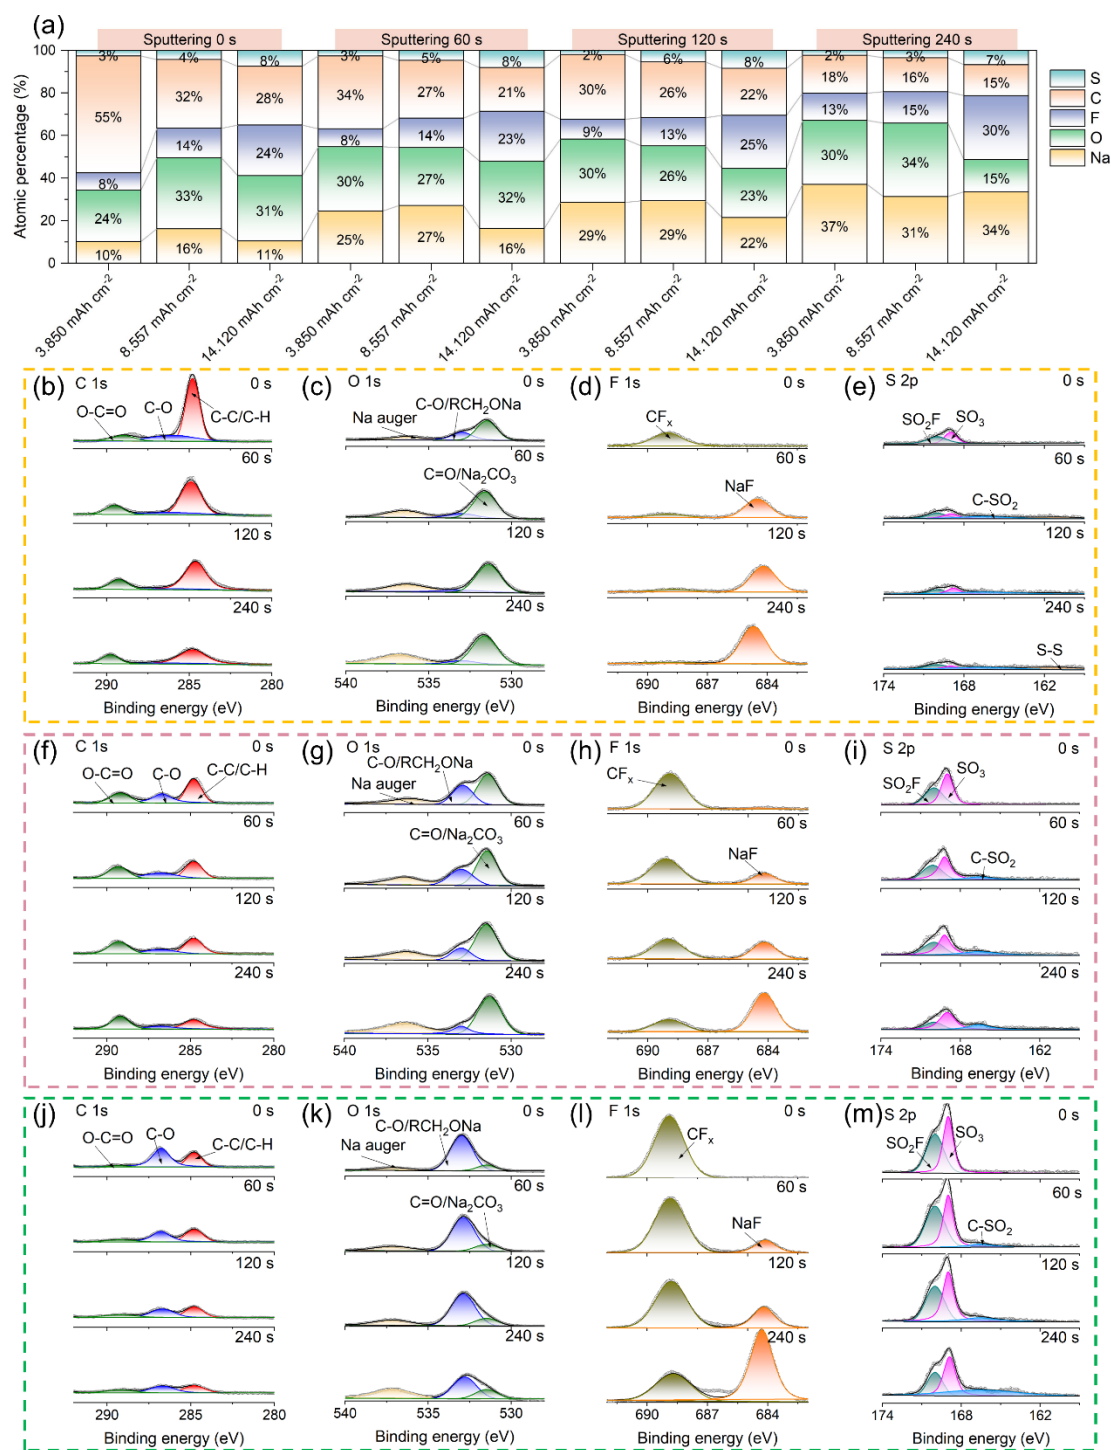 (a)
Sputtering 0 s Sputtering 60 s Sputtering 120 s Sputtering 240 s
Atomic percentage (%)
100
80
60
40
20
0
3% 4% 8% 3% 5% 8% 2% 6% 8% 2% 3% 7%
55% 32% 28% 34% 27% 21% 30% 26% 22% 18% 16% 15%
8% 14% 24% 8% 14% 23% 9% 13% 25% 13% 15% 30%
24% 33% 31% 30% 27% 32% 30% 26% 23% 30% 34% 15%
10% 16% 11% 25% 27% 16% 29% 29% 22% 37% 31% 34%
S
C
F
O
Na
3.850 mAh cm⁻² 8.557 mAh cm⁻² 14.120 mAh cm⁻² 3.850 mAh cm⁻² 8.557 mAh cm⁻² 14.120 mAh cm⁻² 3.850 mAh cm⁻² 8.557 mAh cm⁻² 14.120 mAh cm⁻² 3.850 mAh cm⁻² 8.557 mAh cm⁻² 14.120 mAh cm⁻²
(b)
C 1s 0 s
O-C=O C-O C-C/C-H
60 s
120 s
240 s
292 288 284 280
Binding energy (eV)
(c)
O 1s 0 s
C-O/RCH₂ONa
Na auger
60 s
C=O/Na₂CO₃
120 s
240 s
540 535 530
Binding energy (eV)
(d)
F 1s 0 s
CFₓ
60 s
NaF
120 s
240 s
690 687 684
Binding energy (eV)
(e)
S 2p 0 s
SO₂F SO₃
60 s
C-SO₂
120 s
240 s
S-S
174 168 162
Binding energy (eV)
(f)
C 1s 0 s
O-C=O C-O C-C/C-H
60 s
120 s
240 s
292 288 284 280
Binding energy (eV)
(g)
O 1s 0 s
C-O/RCH₂ONa
Na auger
60 s
C=O/Na₂CO₃
120 s
240 s
540 535 530
Binding energy (eV)
(h)
F 1s 0 s
CFₓ
60 s
NaF
120 s
240 s
690 687 684
Binding energy (eV)
(i)
S 2p 0 s
SO₂F SO₃
60 s
C-SO₂
120 s
240 s
174 168 162
Binding energy (eV)
(j)
C 1s 0 s
O-C=O C-O C-C/C-H
60 s
120 s
240 s
292 288 284 280
Binding energy (eV)
(k)
O 1s 0 s
C-O/RCH₂ONa
Na auger
60 s
C=O/Na₂CO₃
120 s
240 s
540 535 530
Binding energy (eV)
(l)
F 1s 0 s
CFₓ
60 s
NaF
120 s
240 s
690 687 684
Binding energy (eV)
(m)
S 2p 0 s
SO₂F SO₃
60 s
C-SO₂
120 s
240 s
174 168 162
Binding energy (eV)